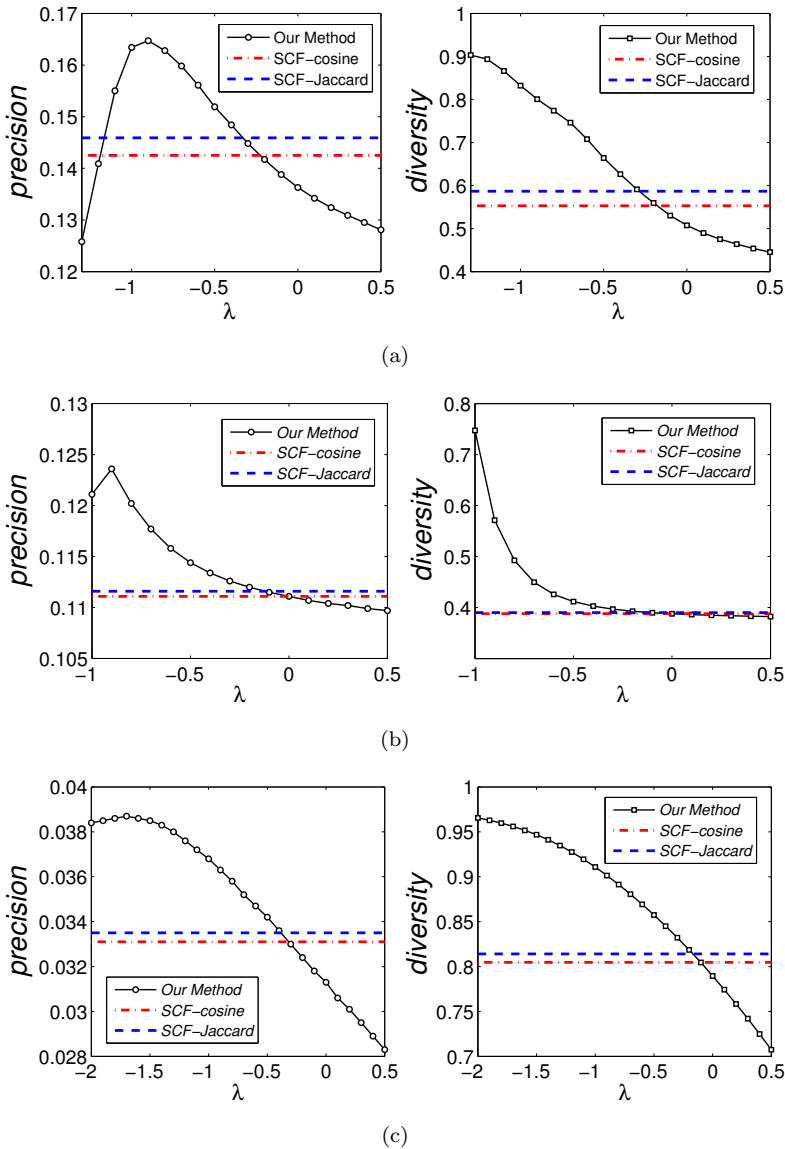 0.17
0.16
0.15
0.14
0.13
0.12
precision
Our Method
SCF−cosine
SCF−Jaccard
−1
−0.5
0
0.5
λ
1
0.9
0.8
0.7
0.6
0.5
0.4
diversity
Our Method
SCF−cosine
SCF−Jaccard
−1
−0.5
0
0.5
λ
(a)
0.13
0.125
0.12
0.115
0.11
0.105
precision
Our Method
SCF−cosine
SCF−Jaccard
−1
−0.5
0
0.5
λ
0.8
0.7
0.6
0.5
0.4
diversity
Our Method
SCF−cosine
SCF−Jaccard
−1
−0.5
0
0.5
λ
(b)
0.04
0.038
0.036
0.034
0.032
0.03
0.028
precision
Our Method
SCF−cosine
SCF−Jaccard
−2
−1.5
−1
−0.5
0
0.5
λ
1
0.95
0.9
0.85
0.8
0.75
0.7
diversity
Our Method
SCF−cosine
SCF−Jaccard
−2
−1.5
−1
−0.5
0
0.5
λ
(c)